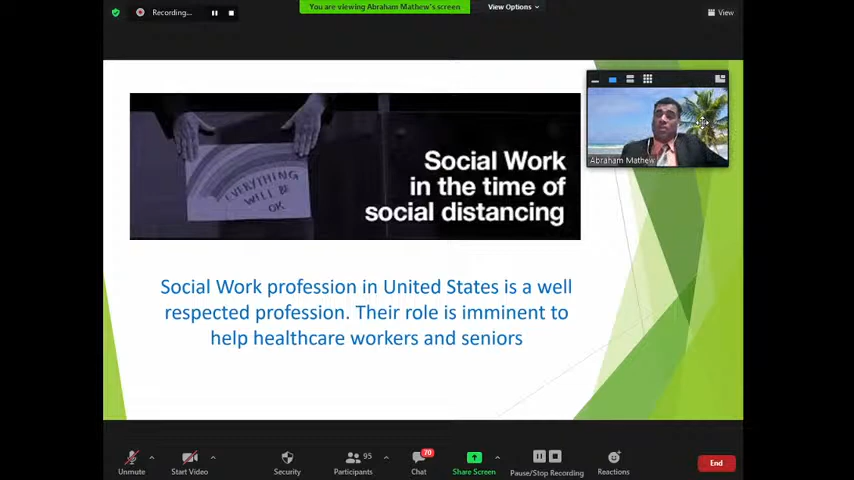 Recording...
You are viewing Abraham Mathew's screen
View Options
View
EVERYTHING
WILL BE
OK
Social Work
in the time of
social distancing
Abraham Mathew
Social Work profession in United States is a well
respected profession. Their role is imminent to
help healthcare workers and seniors
Unmute
Start Video
Security
Participants
95
Chat
70
Share Screen
Pause/Stop Recording
Reactions
End